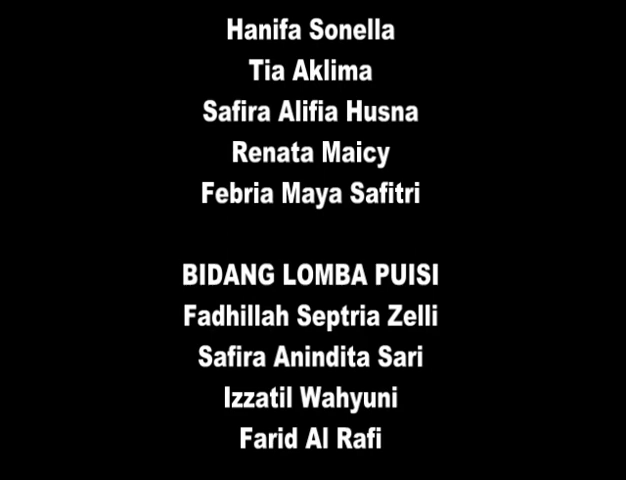 Hanifa Sonella
Tia Aklima
Safira Alifia Husna
Renata Maicy
Febria Maya Safitri
BIDANG LOMBA PUISI
Fadhillah Septria Zelli
Safira Anindita Sari
Izzatil Wahyuni
Farid Al Rafi